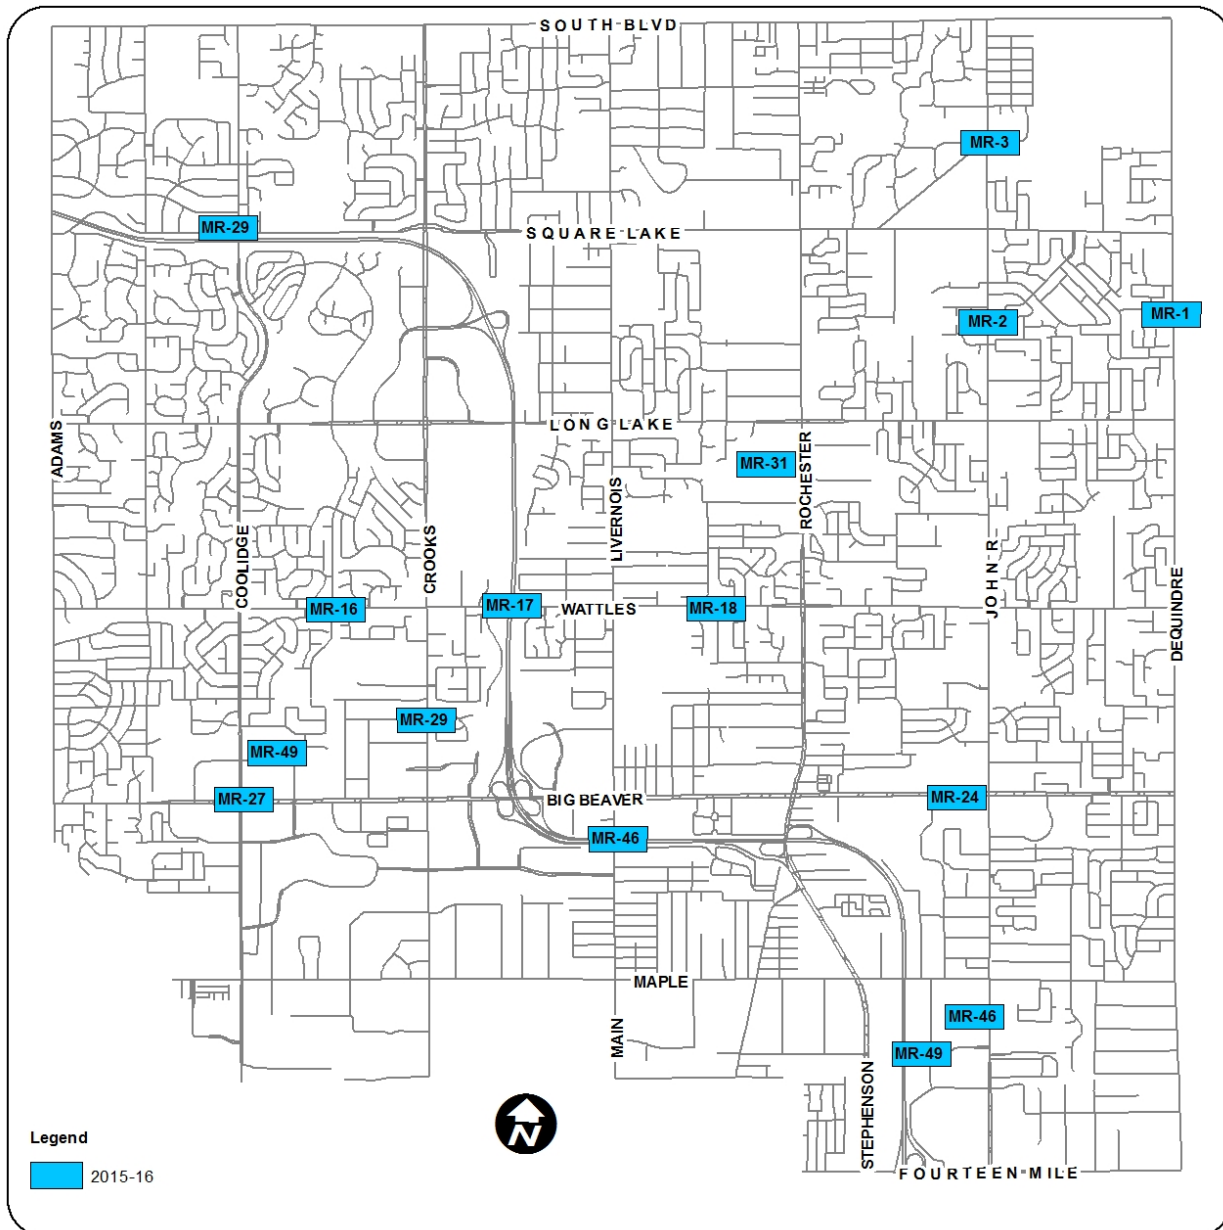 SOUTH BLVD
MR-3
MR-29
SQUARE LAKE
MR-2
MR-1
LONG LAKE
ADAMS
MR-31
ROCHESTER
LIVERNOIS
COOLIDGE
CROOKS
JOHN R
DEQUINDRE
MR-16
MR-17
WATTLES
MR-18
MR-29
MR-49
MR-27
BIG BEAVER
MR-24
MR-46
MAPLE
MR-46
MAIN
MR-49
STEPHENSON
N
FOURTEEN MILE
Legend
2015-16